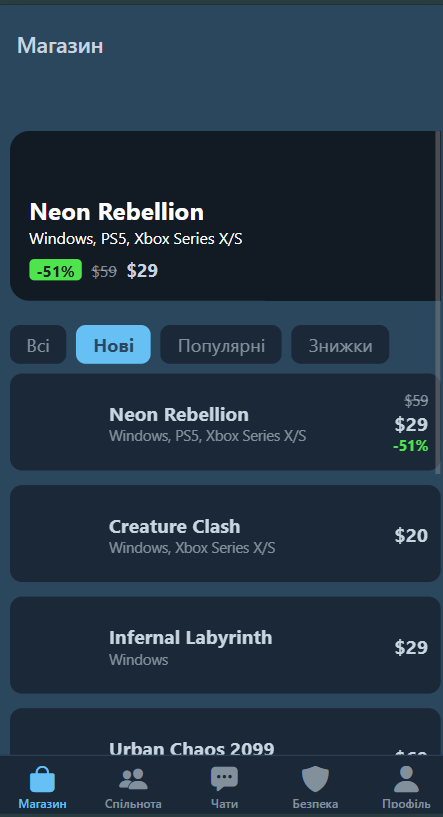 Магазин
Neon Rebellion
Windows, PS5, Xbox Series X/S
-51% $59 $29
Всі Нові Популярні Знижки
Neon Rebellion
Windows, PS5, Xbox Series X/S
$59
$29
-51%
Creature Clash
Windows, Xbox Series X/S
$20
Infernal Labyrinth
Windows
$29
Urban Chaos 2099
Магазин Спільнота Чати Безпека Профіль